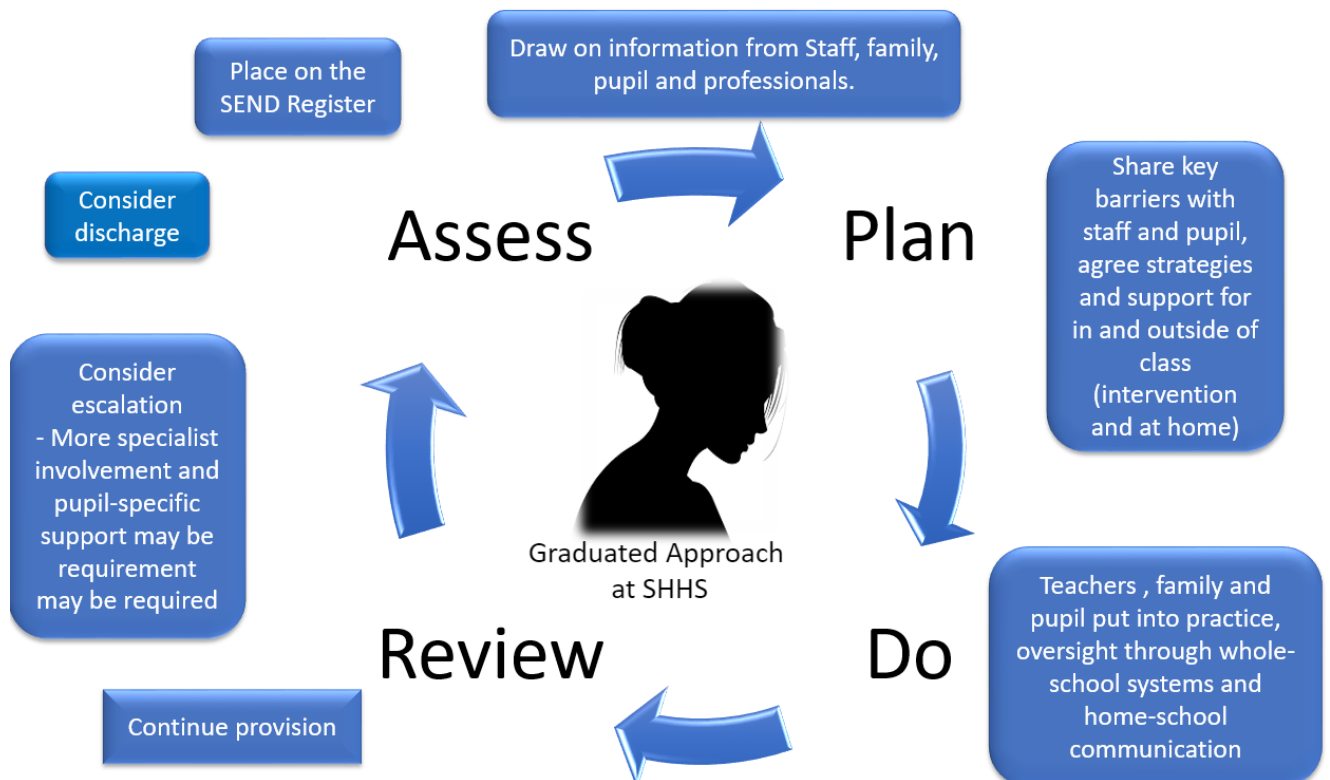 Draw on information from Staff, family,
pupil and professionals.
Place on the
SEND Register
Consider
discharge
Assess
Plan
Share key
barriers with
staff and pupil,
agree strategies
and support for
in and outside of
class
(intervention
and at home)
Consider
escalation
- More specialist
involvement and
pupil-specific
support may be
requirement
may be required
Graduated Approach
at SHHS
Review
Do
Teachers , family and
pupil put into practice,
oversight through whole-
school systems and
home-school
communication
Continue provision